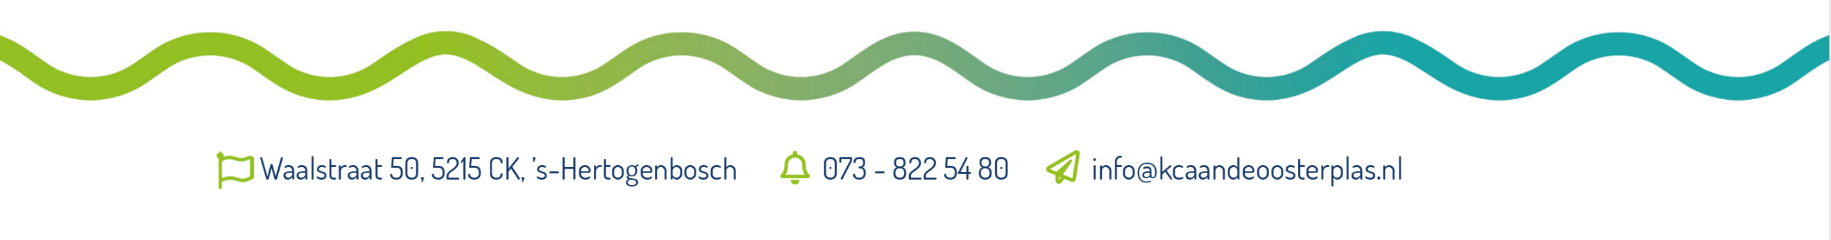 Waalstraat 50, 5215 CK, ’s-Hertogenbosch 073 - 822 54 80 info@kcaandeoosterplas.nl